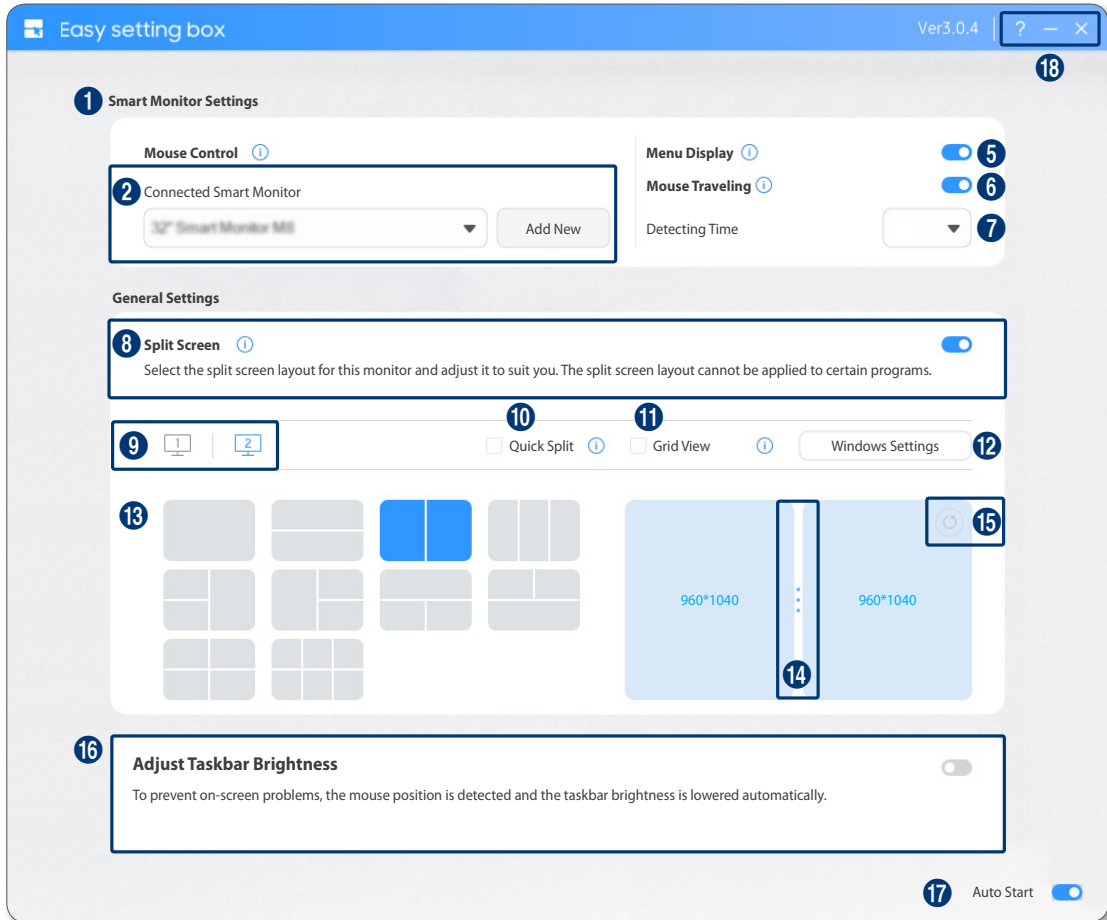 Easy setting box Ver3.0.4 ? − ×
18
1 Smart Monitor Settings
Mouse Control i
2 Connected Smart Monitor
32" Smart Monitor M8 Add New
Menu Display i 5
Mouse Traveling i 6
Detecting Time 7
General Settings
8 Split Screen i
Select the split screen layout for this monitor and adjust it to suit you. The split screen layout cannot be applied to certain programs.
10 11
9 1 2 Quick Split i Grid View i Windows Settings 12
13
15
960*1040 960*1040
14
16
Adjust Taskbar Brightness
To prevent on-screen problems, the mouse position is detected and the taskbar brightness is lowered automatically.
17 Auto Start